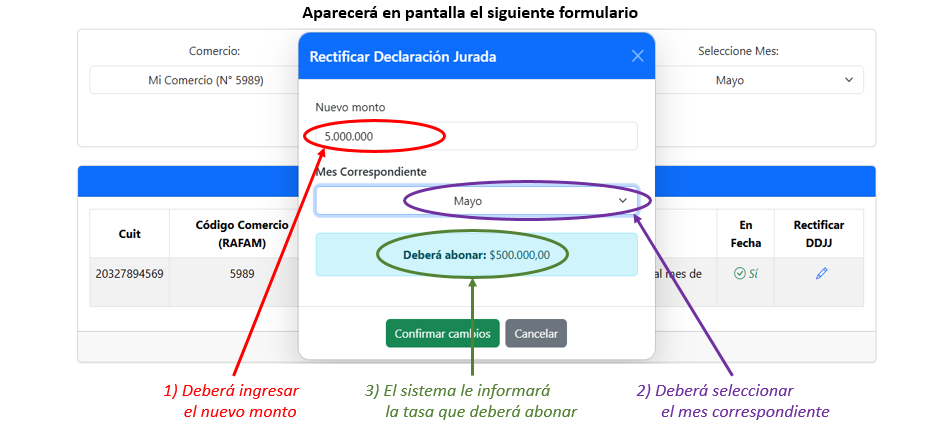 Aparecerá en pantalla el siguiente formulario
Comercio:
Mi Comercio (N° 5989)
Seleccione Mes:
Mayo
Rectificar Declaración Jurada
Nuevo monto
5.000.000
Mes Correspondiente
Mayo
Deberá abonar: $500.000,00
Confirmar cambios
Cancelar
Cuit
Código Comercio
(RAFAM)
En
Fecha
Rectificar
DDJJ
20327894569
5989
al mes de
Sí
1) Deberá ingresar
el nuevo monto
3) El sistema le informará
la tasa que deberá abonar
2) Deberá seleccionar
el mes correspondiente